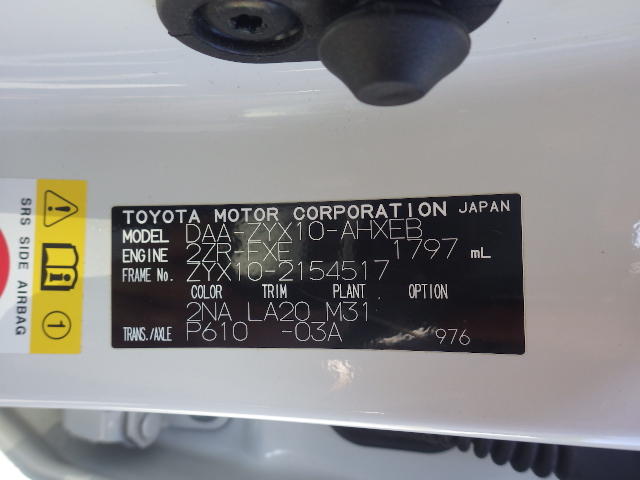 TOYOTA MOTOR CORPORATION JAPAN
MODEL DAA-ZYX10-AHXEB
ENGINE 2ZR-FXE 1797 mL
FRAME No. ZYX10-2154517
COLOR TRIM PLANT OPTION
2NA LA20 M31
TRANS./AXLE P610 -03A 976
SRS SIDE AIRBAG
1